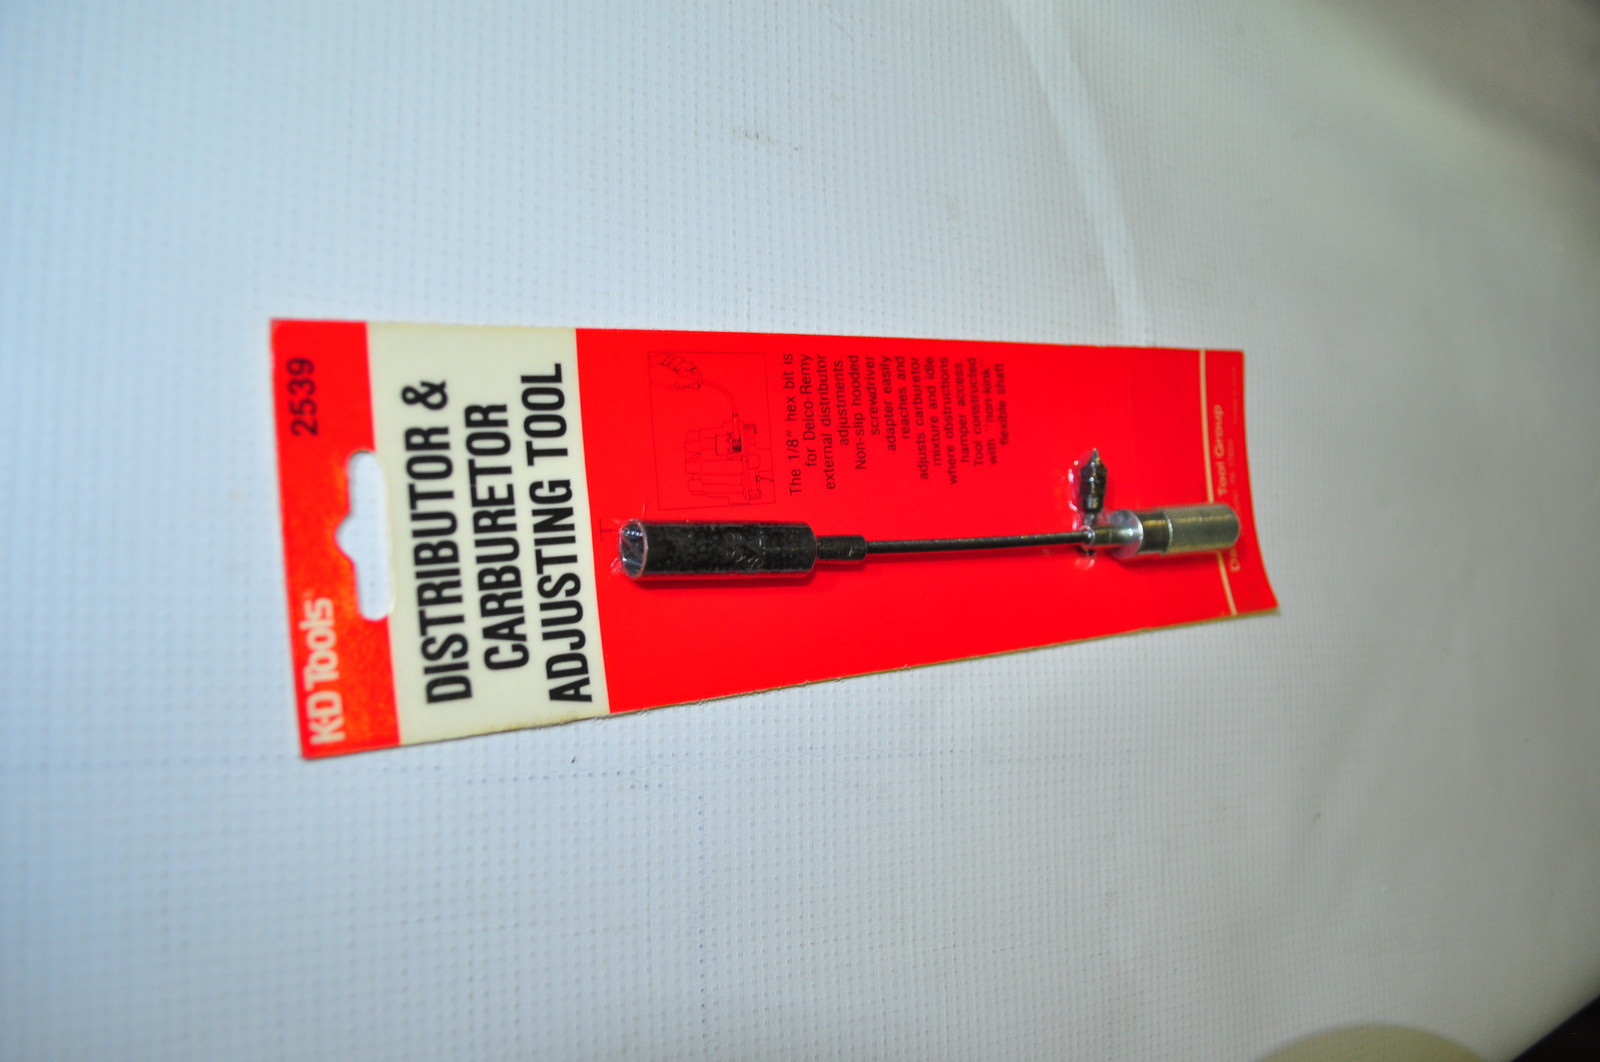 K-D Tools
2539
DISTRIBUTOR &
CARBURETOR
ADJUSTING TOOL
The 1/8" hex bit is
for Delco-Remy
external distributor
adjustments.
Non-slip hooded
screwdriver
adapter easily
reaches and
adjusts carburetor
mixture and idle
where obstructions
hamper access.
Tool constructed
with "non-kink"
flexible shaft
Tool Group